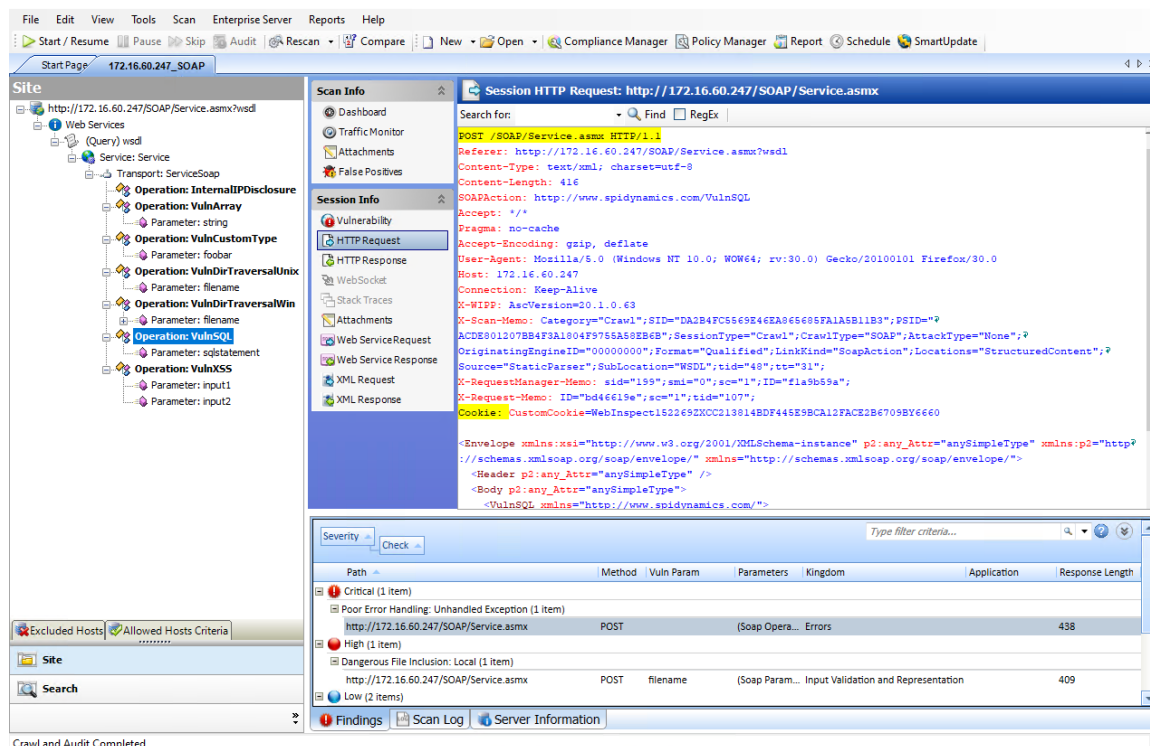 File Edit View Tools Scan Enterprise Server Reports Help
Start / Resume Pause Skip Audit Rescan Compare New Open Compliance Manager Policy Manager Report Schedule SmartUpdate
Start Page 172.16.60.247_SOAP
Site
http://172.16.60.247/SOAP/Service.asmx?wsdl
Web Services
(Query) wsdl
Service: Service
Transport: ServiceSoap
Operation: InternalIPDisclosure
Operation: VulnArray
Parameter: string
Operation: VulnCustomType
Parameter: foobar
Operation: VulnDirTraversalUnix
Parameter: filename
Operation: VulnDirTraversalWin
Parameter: filename
Operation: VulnSQL
Parameter: sqlstatement
Operation: VulnXSS
Parameter: input1
Parameter: input2
Excluded Hosts Allowed Hosts Criteria
Site
Search
Scan Info
Dashboard
Traffic Monitor
Attachments
False Positives
Session Info
Vulnerability
HTTP Request
HTTP Response
WebSocket
Stack Traces
Attachments
Web Service Request
Web Service Response
XML Request
XML Response
Session HTTP Request: http://172.16.60.247/SOAP/Service.asmx
Search for: Find RegEx
POST /SOAP/Service.asmx HTTP/1.1
Referer: http://172.16.60.247/SOAP/Service.asmx?wsdl
Content-Type: text/xml; charset=utf-8
Content-Length: 416
SOAPAction: http://www.spidynamics.com/VulnSQL
Accept: */*
Pragma: no-cache
Accept-Encoding: gzip, deflate
User-Agent: Mozilla/5.0 (Windows NT 10.0; WOW64; rv:30.0) Gecko/20100101 Firefox/30.0
Host: 172.16.60.247
Connection: Keep-Alive
X-WIPP: AscVersion=20.1.0.63
X-Scan-Memo: Category="Crawl";SID="DA2B4FC5569E46EA865685FA1A5B11B3";PSID="
ACDE801207BB4F3A1804F9755A58EB6B";SessionType="Crawl";CrawlType="SOAP";AttackType="None";
OriginatingEngineID="00000000";Format="Qualified";LinkKind="SoapAction";Locations="StructuredContent";
Source="StaticParser";SubLocation="WSDL";tid="48";tt="31";
X-RequestManager-Memo: sid="199";smi="0";sc="1";ID="f1a9b59a";
X-Request-Memo: ID="bd46619e";sc="1";tid="107";
Cookie: CustomCookie=WebInspect152269ZXCC213814BDF445E9BCA12FACE2B6709BY6660
<Envelope xmlns:xsi="http://www.w3.org/2001/XMLSchema-instance" p2:any_Attr="anySimpleType" xmlns:p2="http
://schemas.xmlsoap.org/soap/envelope/" xmlns="http://schemas.xmlsoap.org/soap/envelope/">
<Header p2:any_Attr="anySimpleType" />
<Body p2:any_Attr="anySimpleType">
<VulnSQL xmlns="http://www.spidynamics.com/">
Severity
Check
Type filter criteria...
Path Method Vuln Param Parameters Kingdom Application Response Length
Critical (1 item)
Poor Error Handling: Unhandled Exception (1 item)
http://172.16.60.247/SOAP/Service.asmx POST (Soap Opera... Errors 438
High (1 item)
Dangerous File Inclusion: Local (1 item)
http://172.16.60.247/SOAP/Service.asmx POST filename (Soap Param... Input Validation and Representation 409
Low (2 items)
Findings Scan Log Server Information
Crawl and Audit Completed